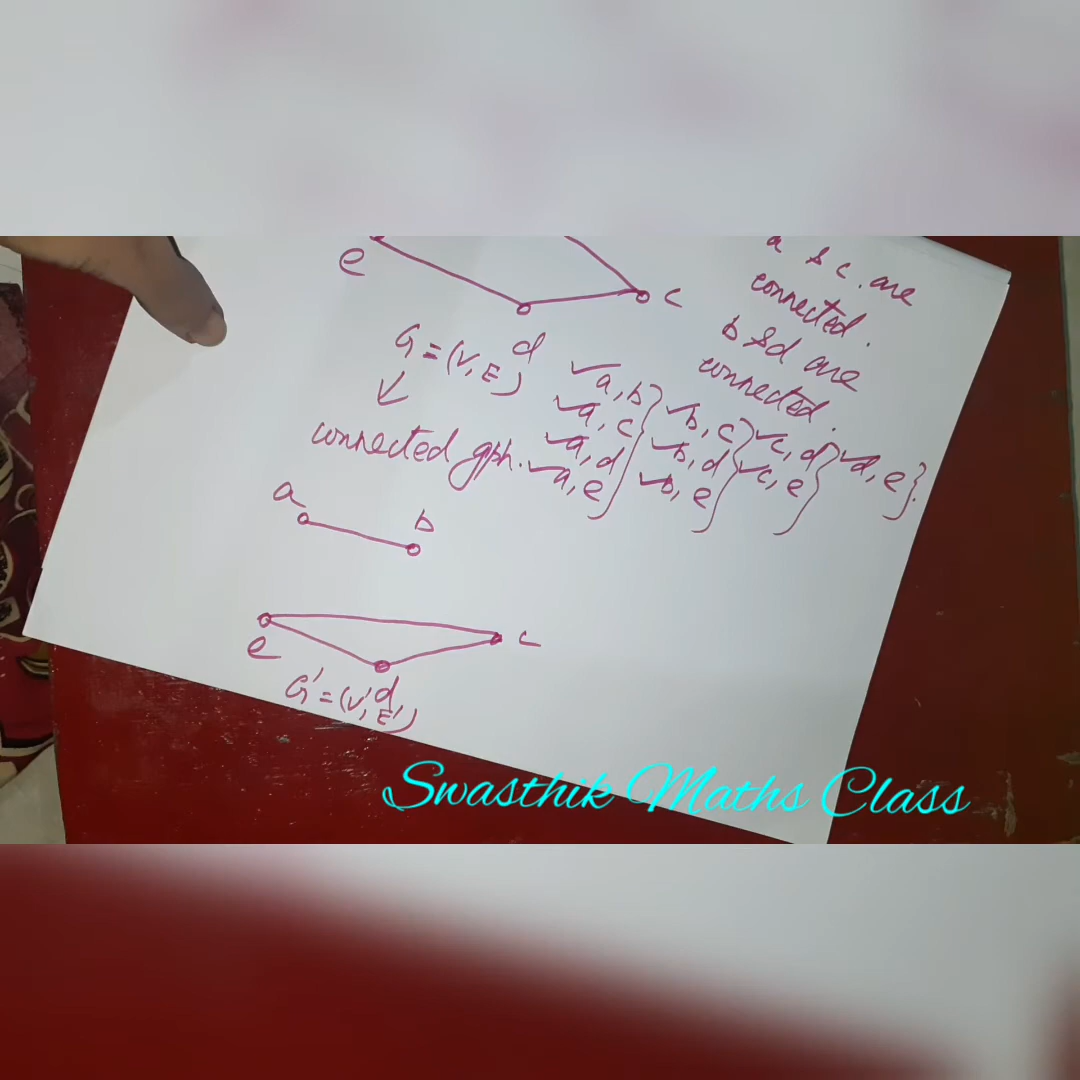 a & c. are
connected.
b & d are
connected.
e
c
d
G = (V, E)
connected gph.
✓a, b} ✓b, c} ✓c, d} ✓d, e}.
✓a, c ✓b, d ✓c, e
✓a, d ✓b, e
✓a, e
a
b
e
c
d
G' = (V', E')
Swasthik Maths Class